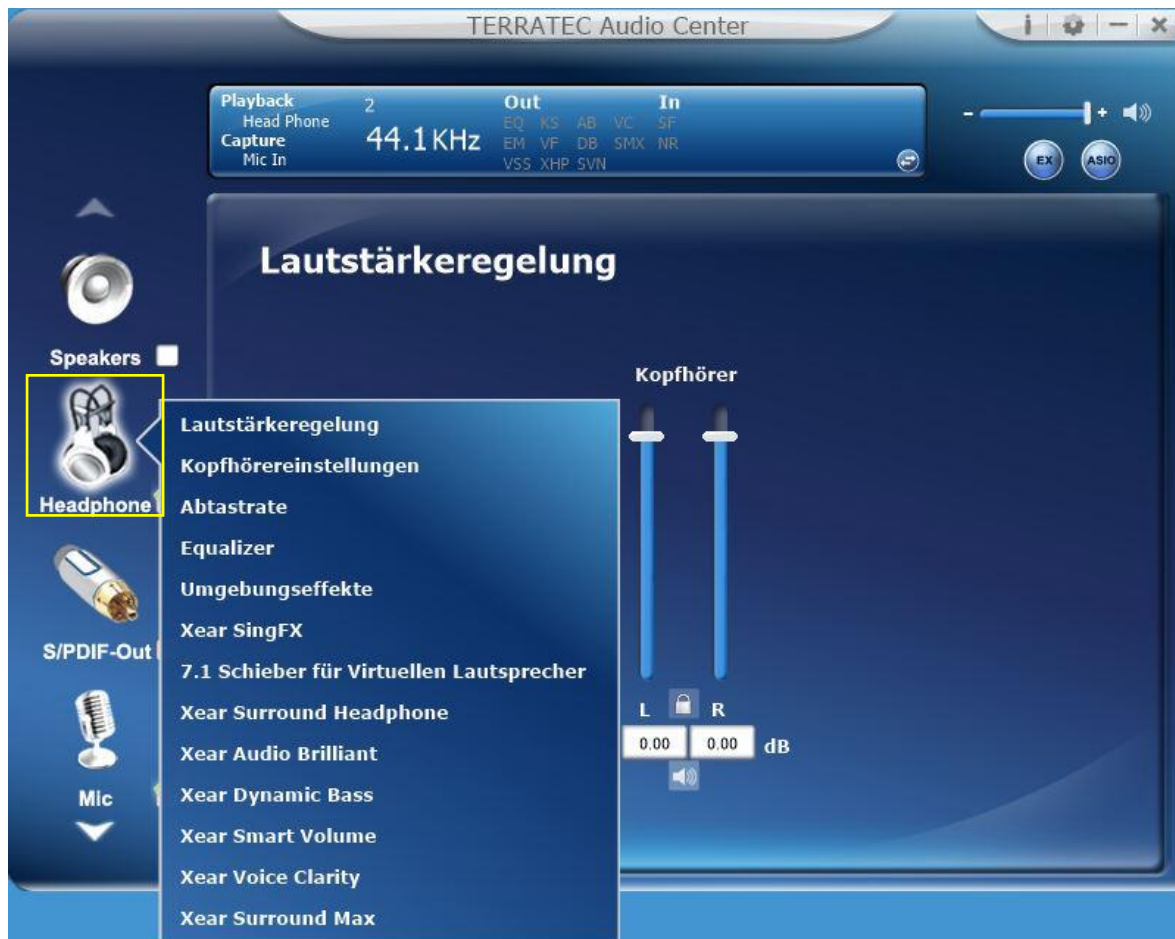 TERRATEC Audio Center
i
Playback 2 Out In
Head Phone EQ KS AB VC SF
Capture 44.1KHz EM VF DB SMX NR
Mic In VSS XHP SVN
- +
EX ASIO
Lautstärkeregelung
Speakers
Kopfhörer
Headphone
S/PDIF-Out
Mic
Lautstärkeregelung
Kopfhörereinstellungen
Abtastrate
Equalizer
Umgebungseffekte
Xear SingFX
7.1 Schieber für Virtuellen Lautsprecher
Xear Surround Headphone
Xear Audio Brilliant
Xear Dynamic Bass
Xear Smart Volume
Xear Voice Clarity
Xear Surround Max
L R
0.00 0.00 dB